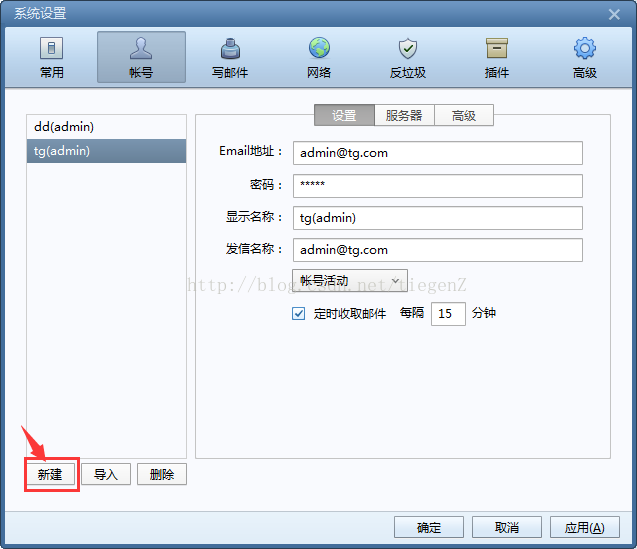 系统设置
常用 帐号 写邮件 网络 反垃圾 插件 高级
dd(admin)
tg(admin)
设置 服务器 高级
Email地址： admin@tg.com
密码： *****
显示名称： tg(admin)
发信名称： admin@tg.com
帐号活动
http://blog.csdn.net/tiegenZ
定时收取邮件 每隔 15 分钟
新建 导入 删除
确定 取消 应用(A)